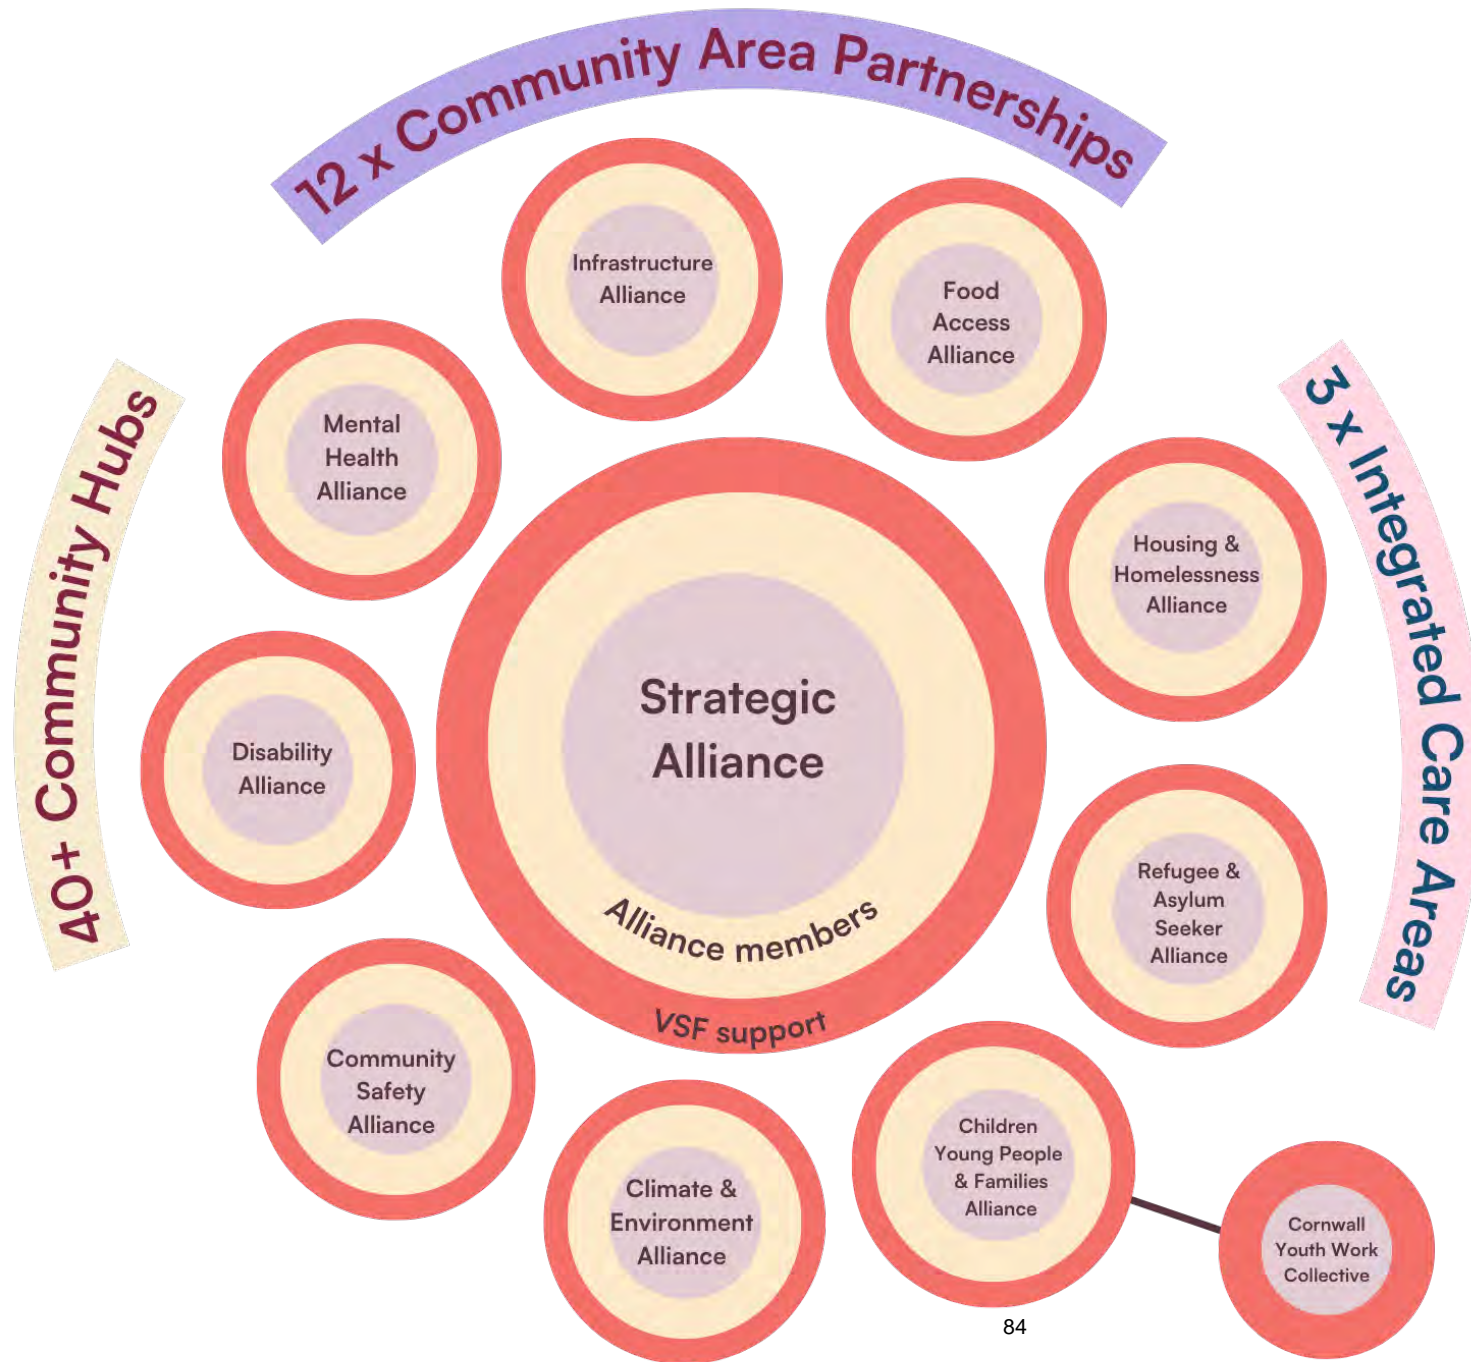 12 x Community Area Partnerships
Infrastructure
Alliance
Food
Access
Alliance
Mental
Health
Alliance
40+ Community Hubs
3 x Integrated Care Areas
Housing &
Homelessness
Alliance
Strategic
Alliance
Alliance members
VSF support
Disability
Alliance
Refugee &
Asylum
Seeker
Alliance
Community
Safety
Alliance
Climate &
Environment
Alliance
Children
Young People
& Families
Alliance
Cornwall
Youth Work
Collective
84